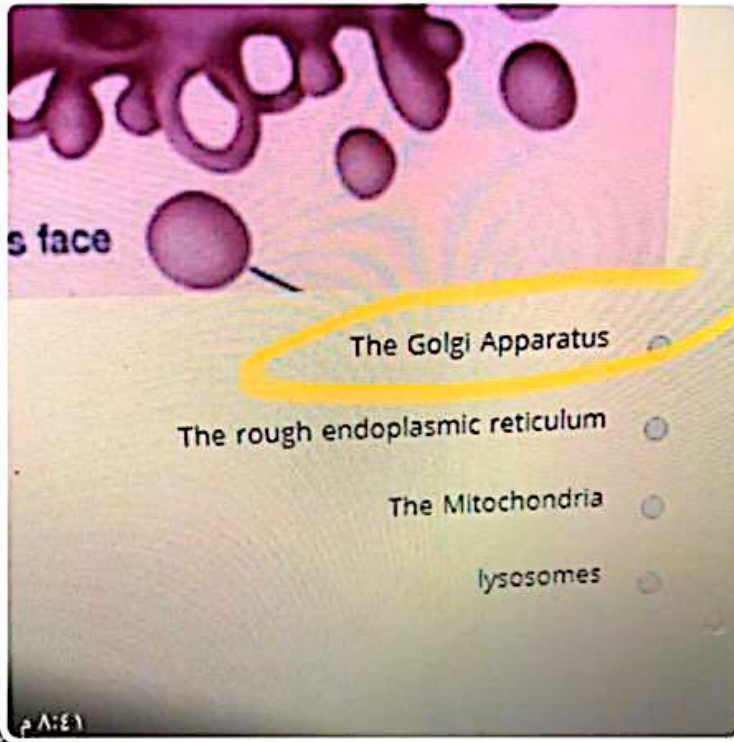 s face
The Golgi Apparatus
The rough endoplasmic reticulum
The Mitochondria
lysosomes
٨:٤١ م